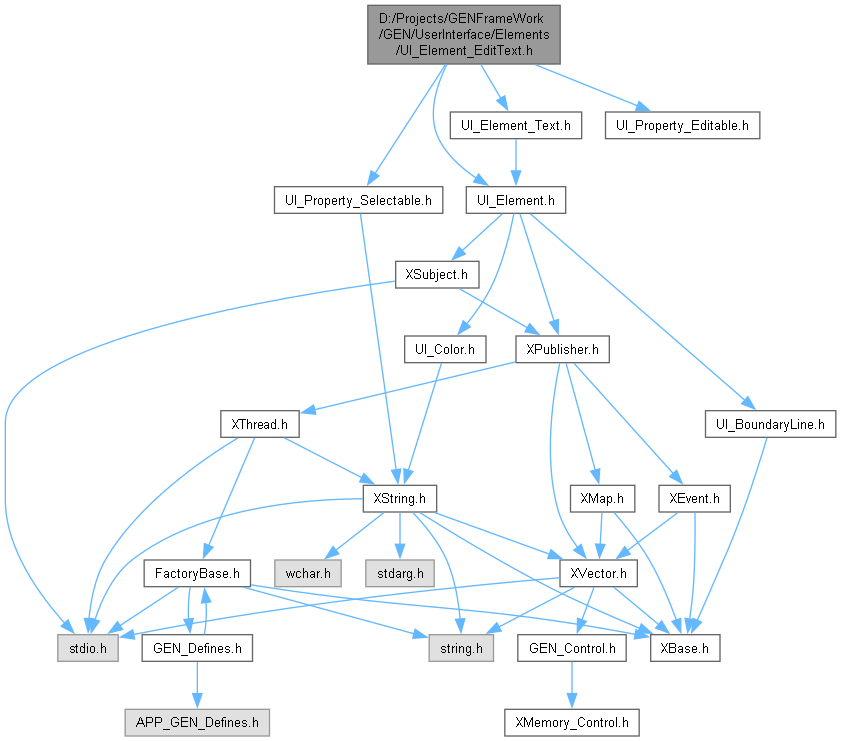 D:/Projects/GENFrameWork
/GEN/UserInterface/Elements
/UI_Element_EditText.h
UI_Element_Text.h
UI_Property_Editable.h
UI_Property_Selectable.h
UI_Element.h
XSubject.h
UI_Color.h
XPublisher.h
XThread.h
UI_BoundaryLine.h
XString.h
XMap.h
XEvent.h
FactoryBase.h
wchar.h
stdarg.h
XVector.h
stdio.h
GEN_Defines.h
string.h
GEN_Control.h
XBase.h
APP_GEN_Defines.h
XMemory_Control.h